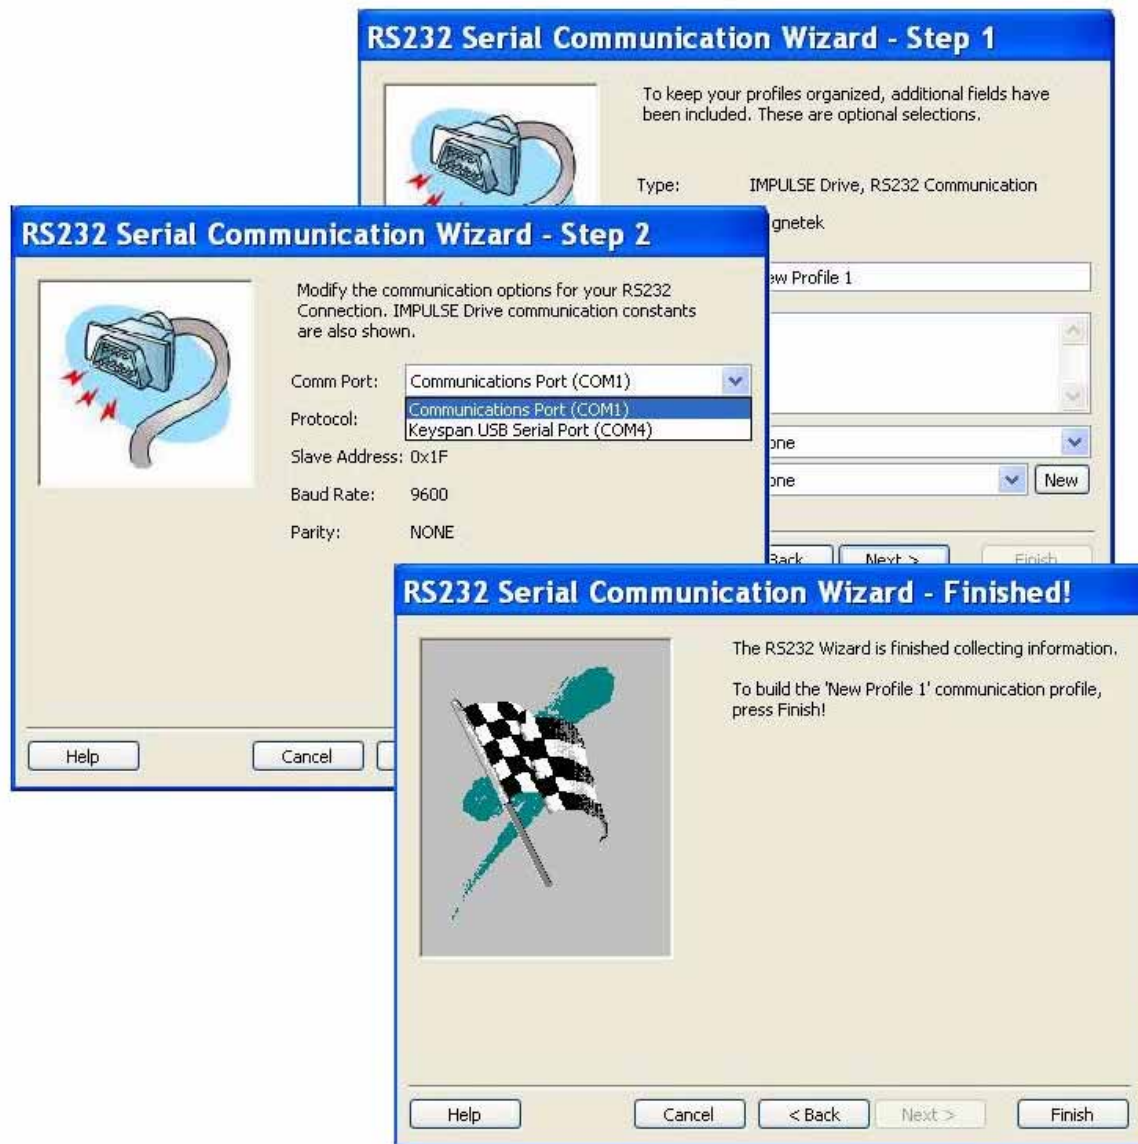 RS232 Serial Communication Wizard - Step 1
To keep your profiles organized, additional fields have
been included. These are optional selections.
Type: IMPULSE Drive, RS232 Communication
gnetek
ew Profile 1
one
one
New
Back Next > Finish
RS232 Serial Communication Wizard - Step 2
Modify the communication options for your RS232
Connection. IMPULSE Drive communication constants
are also shown.
Comm Port: Communications Port (COM1)
Communications Port (COM1)
Protocol:
Keyspan USB Serial Port (COM4)
Slave Address: 0x1F
Baud Rate: 9600
Parity: NONE
Help Cancel
RS232 Serial Communication Wizard - Finished!
The RS232 Wizard is finished collecting information.
To build the 'New Profile 1' communication profile,
press Finish!
Help Cancel < Back Next > Finish